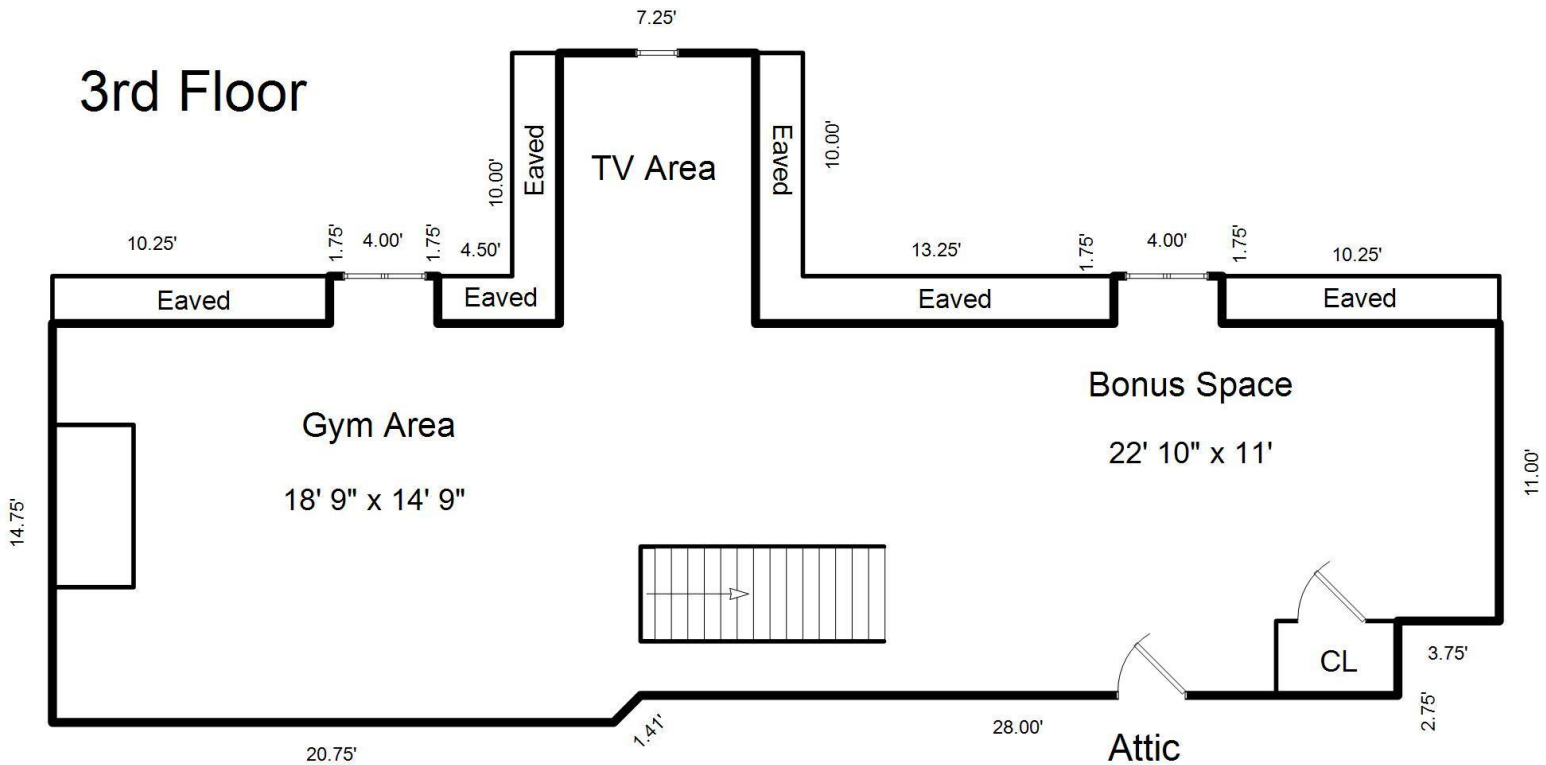 7.25'
3rd Floor
Eaved
Eaved
TV Area
10.00'
10.00'
10.25'
1.75'
4.00'
1.75'
4.50'
13.25'
1.75'
4.00'
1.75'
10.25'
Eaved
Eaved
Eaved
Eaved
Gym Area
18' 9" x 14' 9"
Bonus Space
22' 10" x 11'
14.75'
11.00'
CL
3.75'
2.75'
20.75'
1.41'
28.00'
Attic